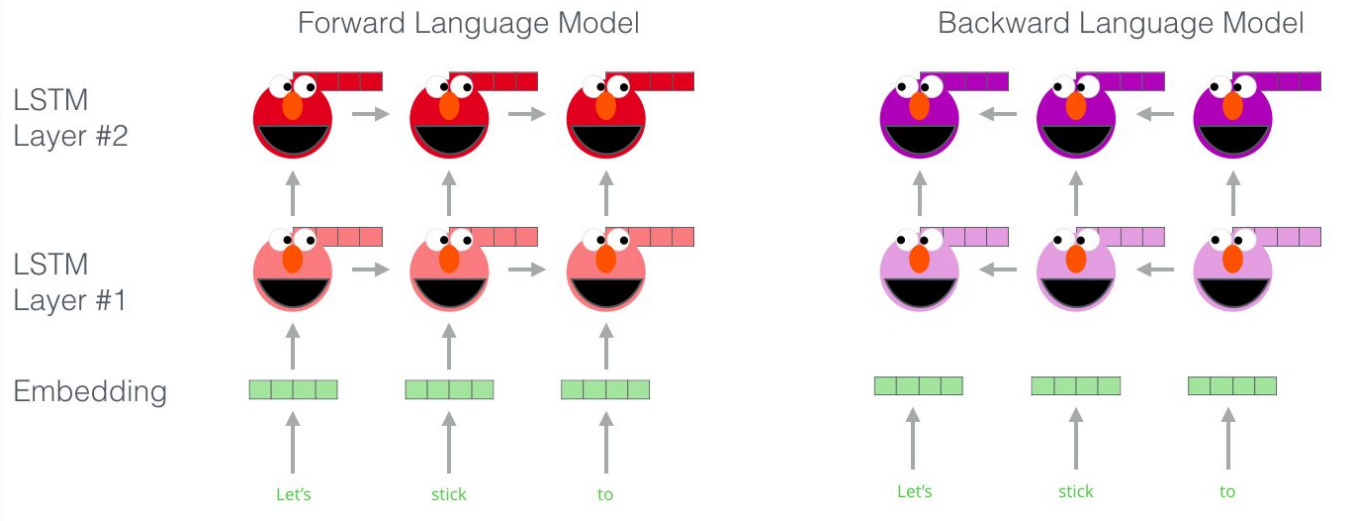 Forward Language Model
Backward Language Model
LSTM
Layer #2
LSTM
Layer #1
Embedding
Let's
stick
to
Let's
stick
to